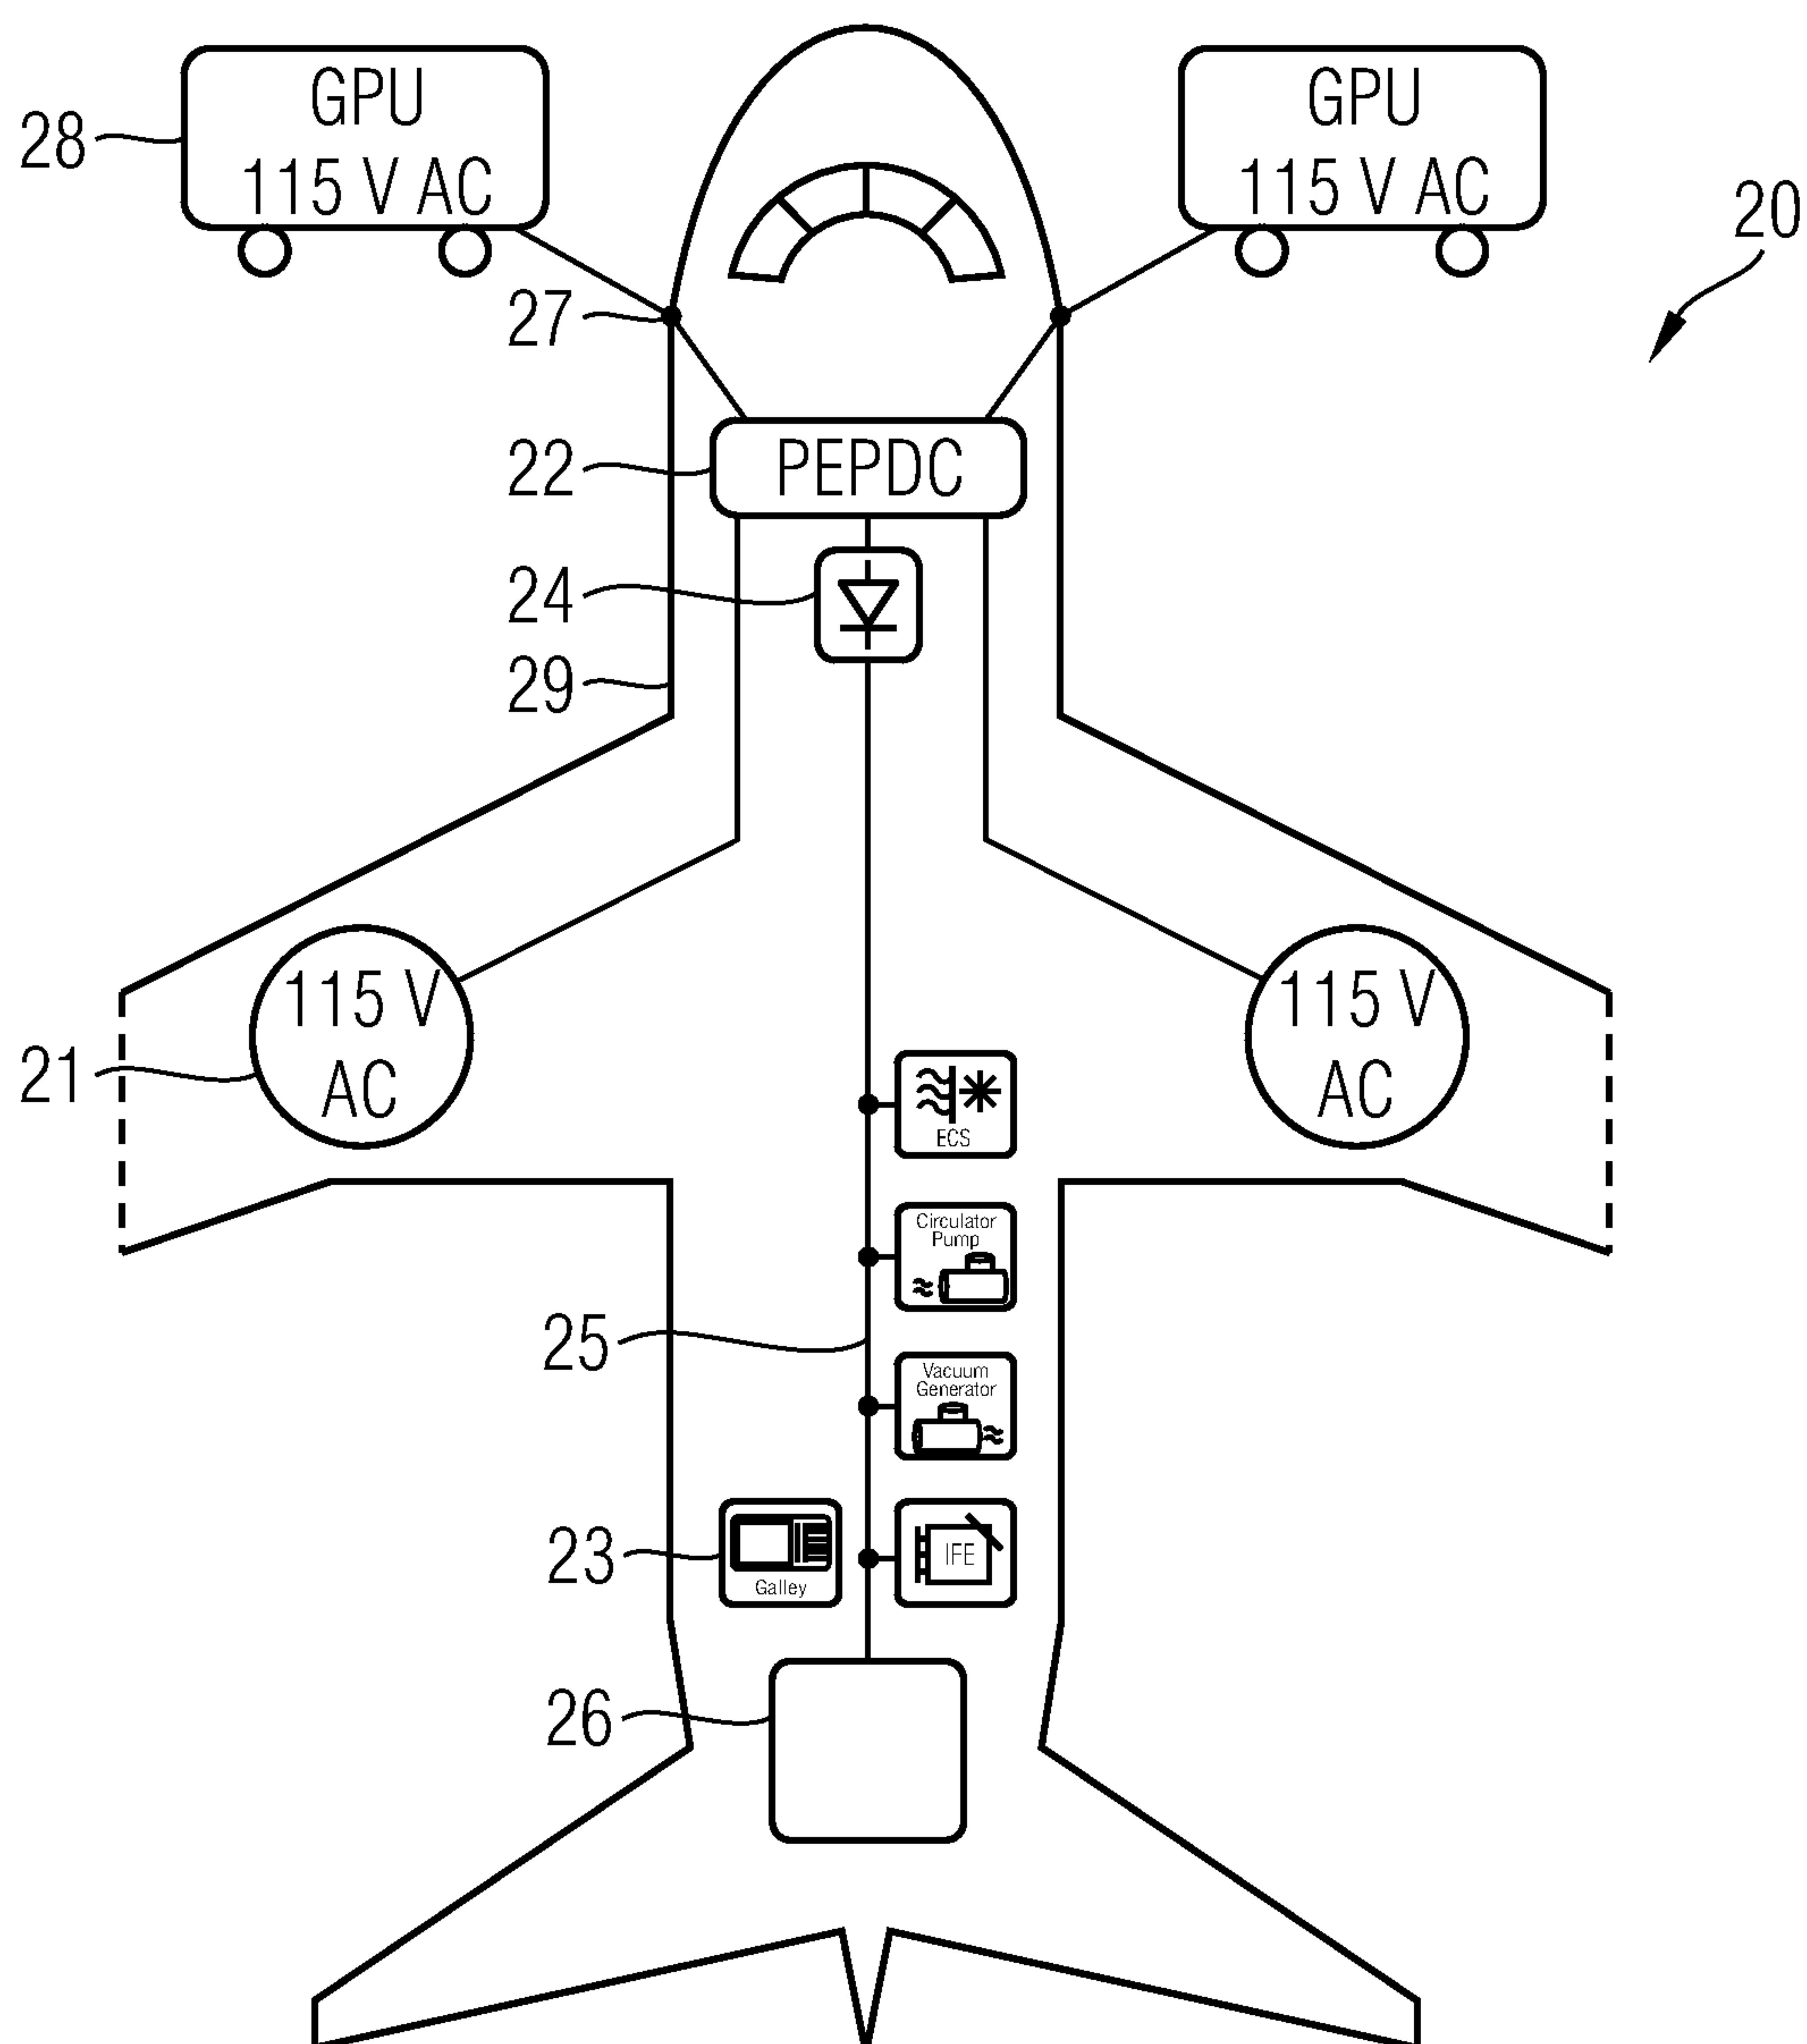 GPU
115 V AC
GPU
115 V AC
28
20
27
22
PEPDC
24
29
115 V
AC
115 V
AC
21
ECS
Circulator
Pump
25
Vacuum
Generator
23
Galley
IFE
26